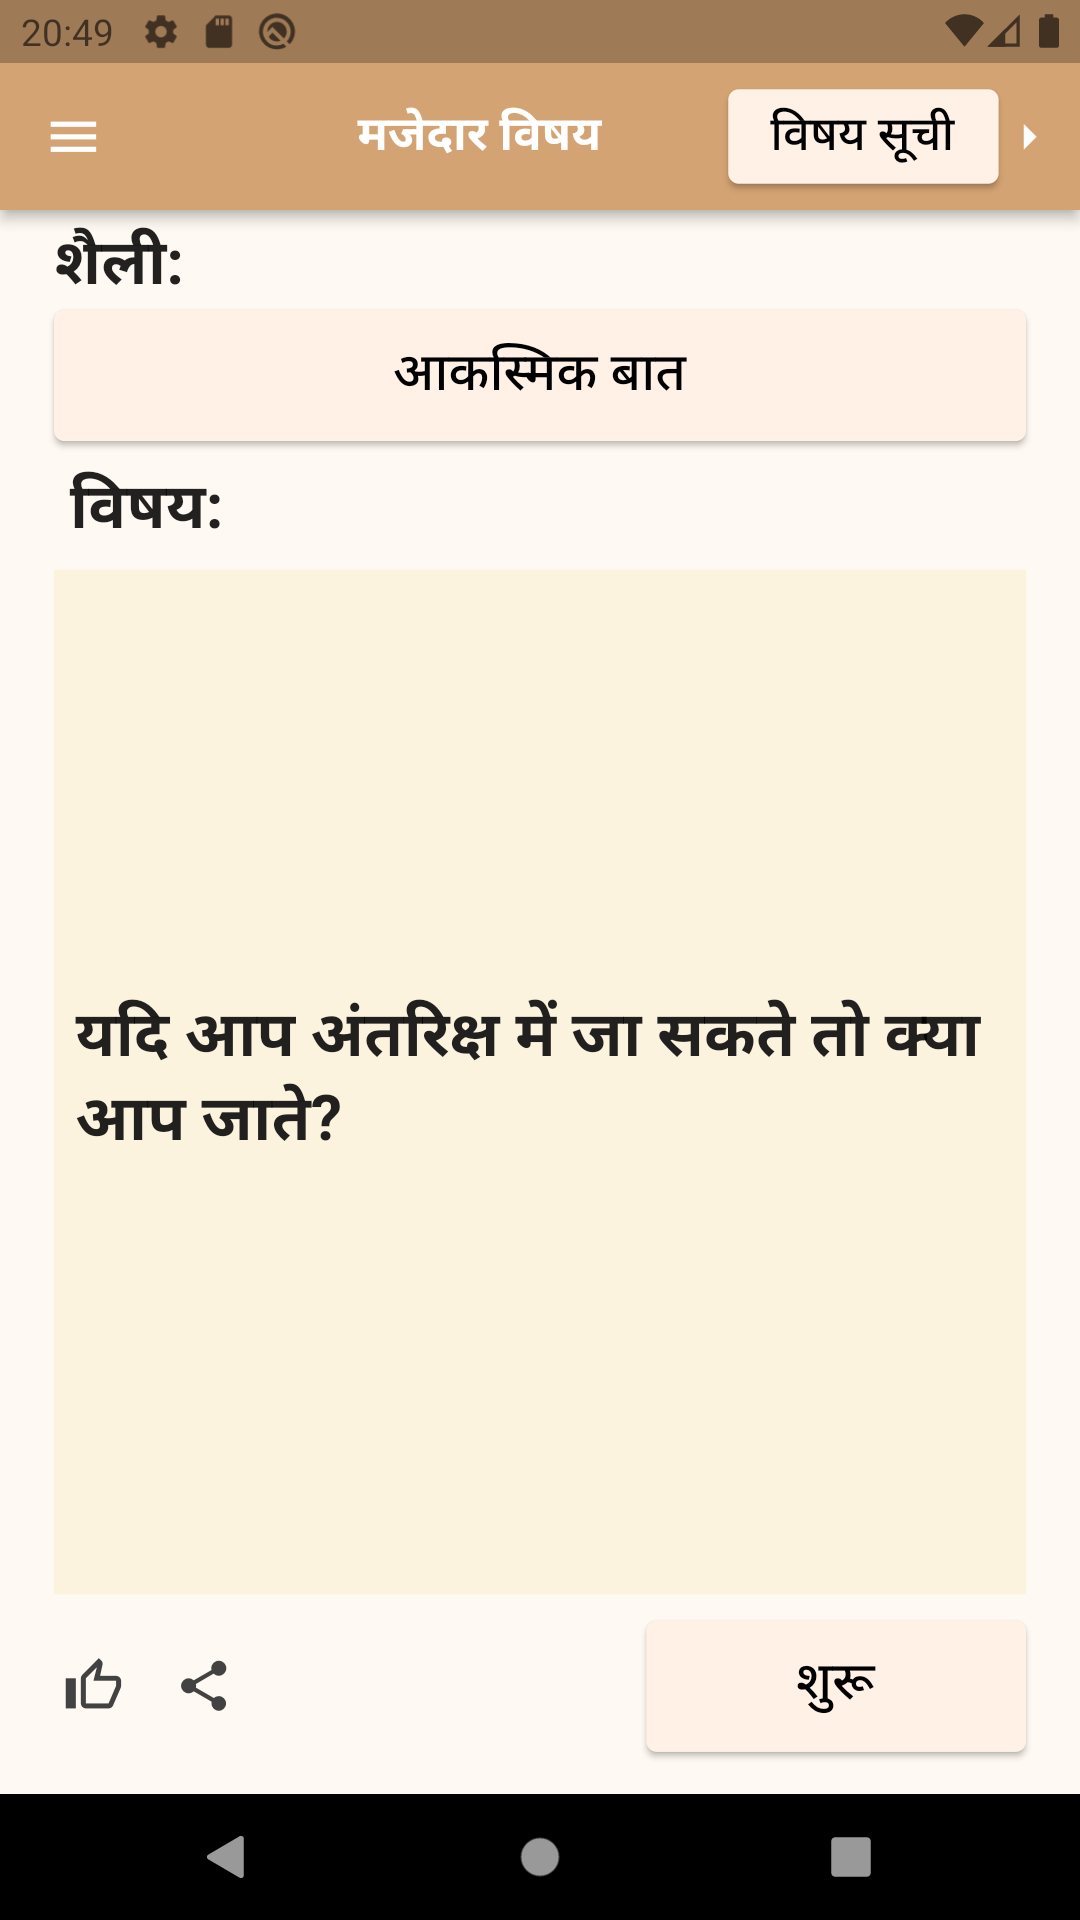 20:49
मजेदार विषय
विषय सूची
शैली:
आकस्मिक बात
विषय:
यदि आप अंतरिक्ष में जा सकते तो क्या
आप जाते?
शुरू